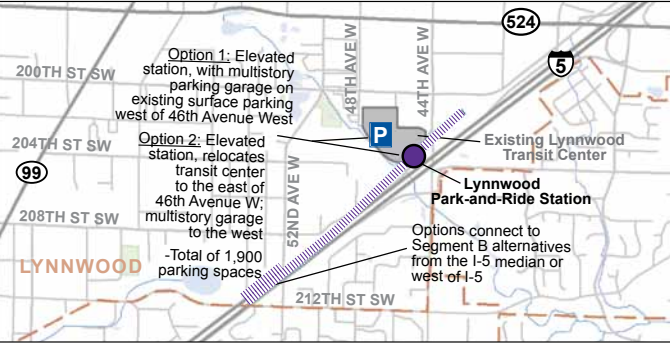 524
5
48TH AVE W
44TH AVE W
200TH ST SW
Option 1: Elevated
station, with multistory
parking garage on
existing surface parking
west of 46th Avenue West
P
Existing Lynnwood
Transit Center
204TH ST SW
99
Option 2: Elevated
station, relocates
transit center
to the east of
46th Avenue W;
multistory garage
to the west
-Total of 1,900
parking spaces
52ND AVE W
Lynnwood
Park-and-Ride Station
208TH ST SW
Options connect to
Segment B alternatives
from the I-5 median or
west of I-5
LYNNWOOD
212TH ST SW